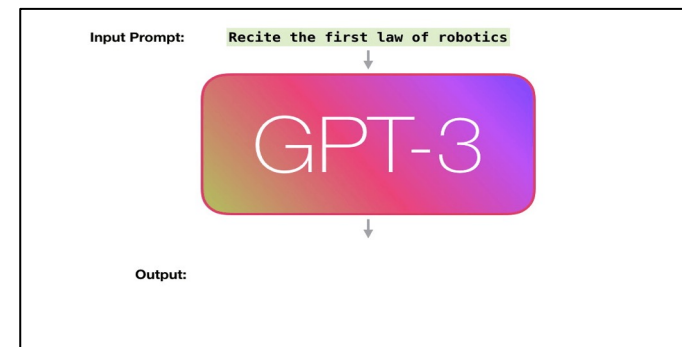 Input Prompt: Recite the first law of robotics
GPT-3
Output: